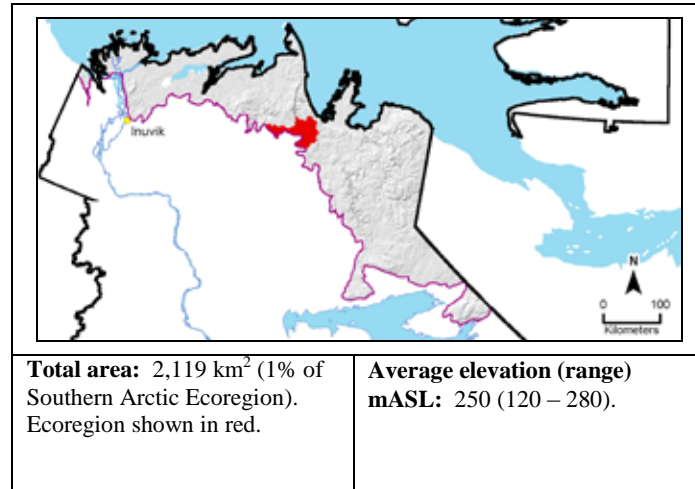 Inuvik
N
0 100
Kilometers
Total area: 2,119 km² (1% of
Southern Arctic Ecoregion).
Ecoregion shown in red.
Average elevation (range)
mASL: 250 (120 – 280).